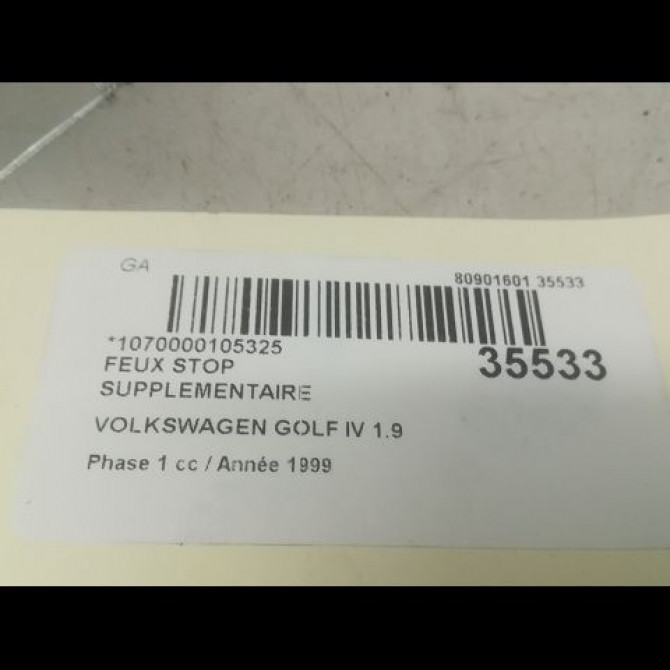 GA
80901601 35533
*1070000105325
35533
FEUX STOP
SUPPLEMENTAIRE
VOLKSWAGEN GOLF IV 1.9
Phase 1 cc / Année 1999